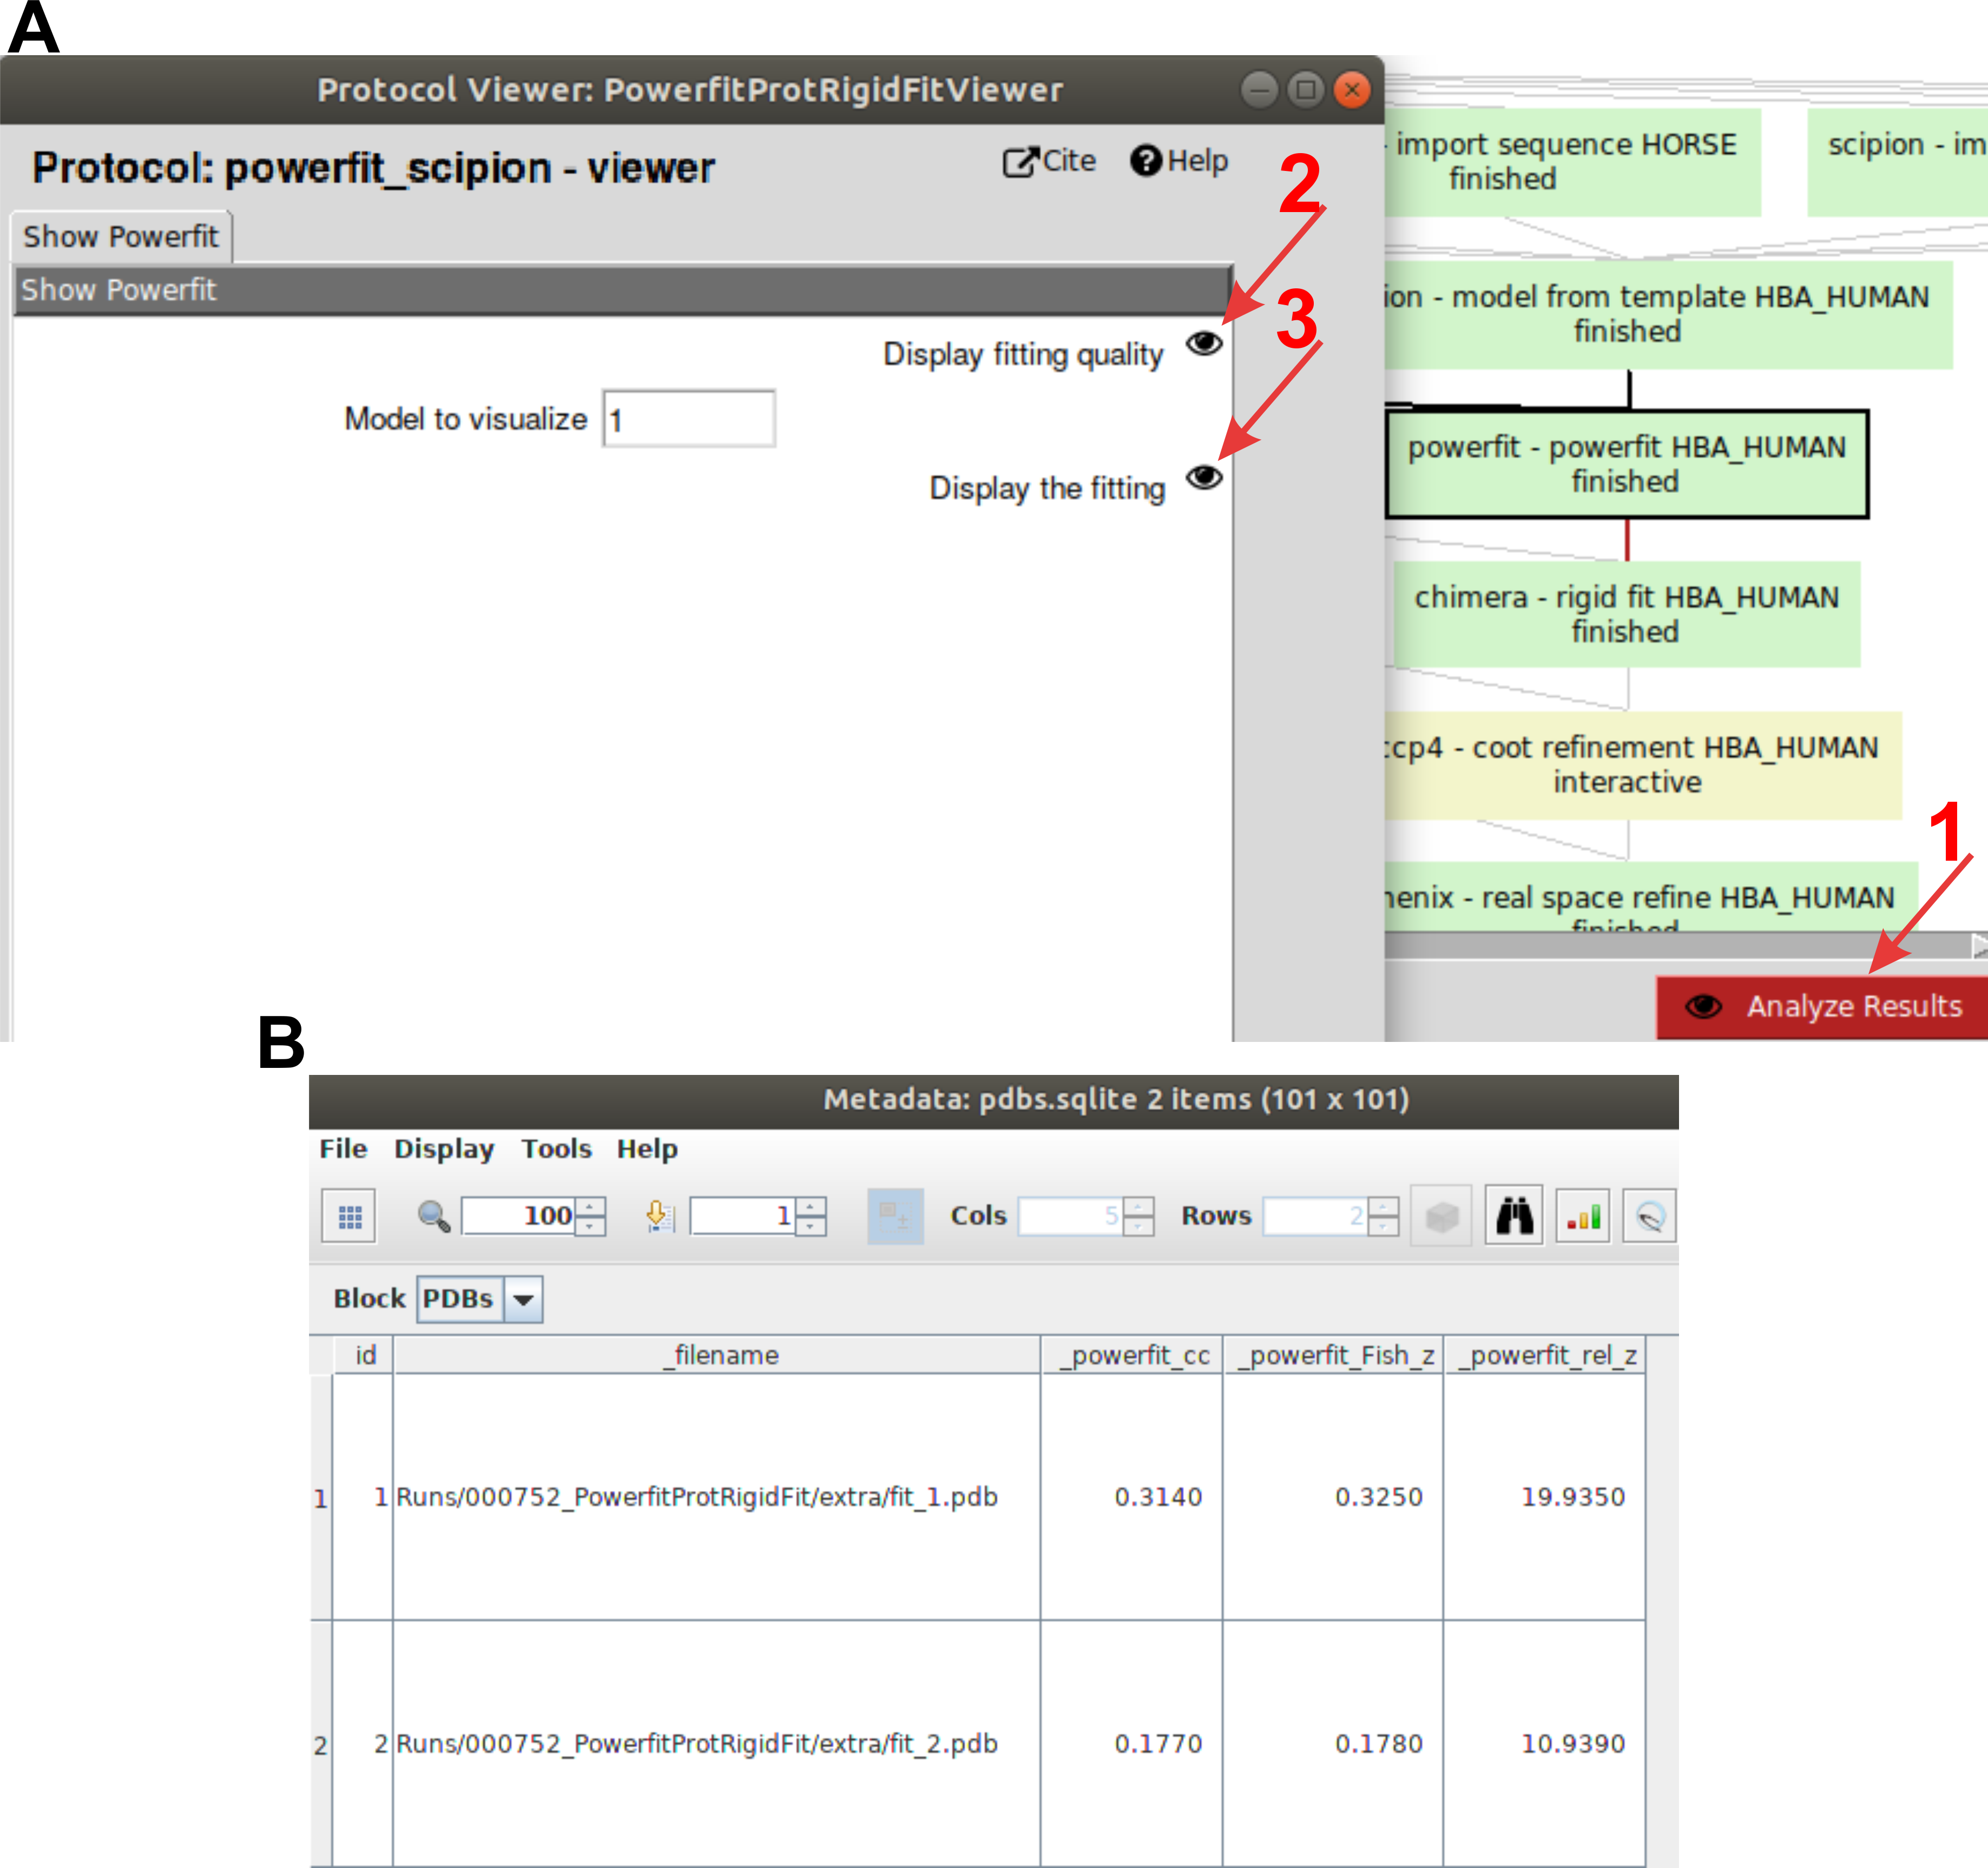 A
Protocol Viewer: PowerfitProtRigidFitViewer
Protocol: powerfit_scipion - viewer
Cite
Help
2
Show Powerfit
Show Powerfit
3
Display fitting quality
Model to visualize 1
Display the fitting
- import sequence HORSE
finished
scipion - im
ion - model from template HBA_HUMAN
finished
powerfit - powerfit HBA_HUMAN
finished
chimera - rigid fit HBA_HUMAN
finished
ccp4 - coot refinement HBA_HUMAN
interactive
1
henix - real space refine HBA_HUMAN
finished
Analyze Results
B
Metadata: pdbs.sqlite 2 items (101 x 101)
File Display Tools Help
100 1 Cols 5 Rows 2
Block PDBs
id _filename _powerfit_cc _powerfit_Fish_z _powerfit_rel_z
1 1 Runs/000752_PowerfitProtRigidFit/extra/fit_1.pdb 0.3140 0.3250 19.9350
2 2 Runs/000752_PowerfitProtRigidFit/extra/fit_2.pdb 0.1770 0.1780 10.9390